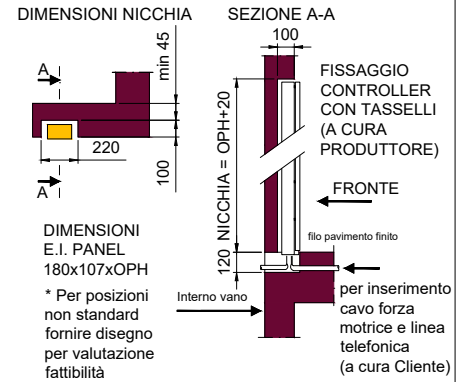 DIMENSIONI NICCHIA
SEZIONE A-A
A
min 45
100
220
A
100
FISSAGGIO
CONTROLLER
CON TASSELLI
(A CURA
PRODUTTORE)
NICCHIA = OPH+20
120
FRONTE
filo pavimento finito
DIMENSIONI
E.I. PANEL
180x107xOPH
* Per posizioni
non standard
fornire disegno
per valutazione
fattibilità
Interno vano
per inserimento
cavo forza
motrice e linea
telefonica
(a cura Cliente)